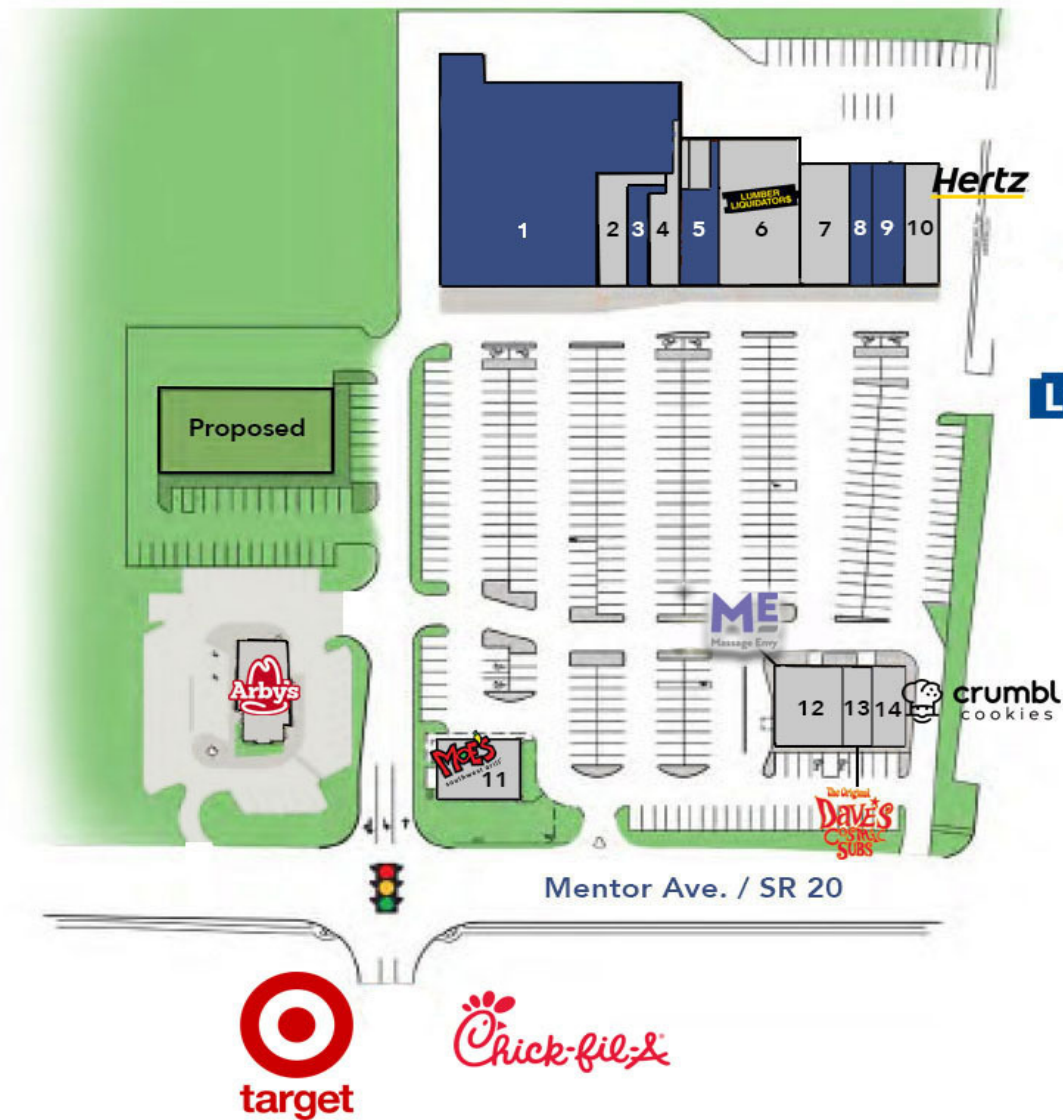 Hertz
LUMBER
LIQUIDATORS
1
2
3
4
5
6
7
8
9
10
L
Proposed
ME
Massage Envy
Arby's
12
13
14
crumbl
cookies
MOE'S
southwest grill
11
The Original
DAVE'S
COSMIC
SUBS
Mentor Ave. / SR 20
Chick-fil-A
target